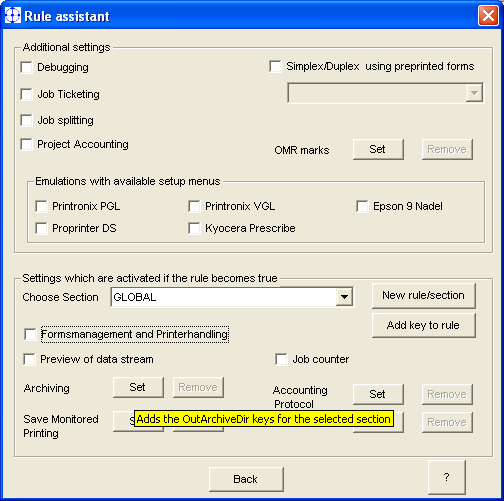 Rule assistant
Additional settings
Debugging
Simplex/Duplex using preprinted forms
Job Ticketing
Job splitting
Project Accounting
OMR marks
Set
Remove
Emulations with available setup menus
Printronix PGL
Printronix VGL
Epson 9 Nadel
Proprinter DS
Kyocera Prescribe
Settings which are activated if the rule becomes true
Choose Section
GLOBAL
New rule/section
Add key to rule
Formsmanagement and Printerhandling
Preview of data stream
Job counter
Archiving
Set
Remove
Accounting
Protocol
Set
Remove
Save Monitored
Printing
Adds the OutArchiveDir keys for the selected section
Remove
Back
?